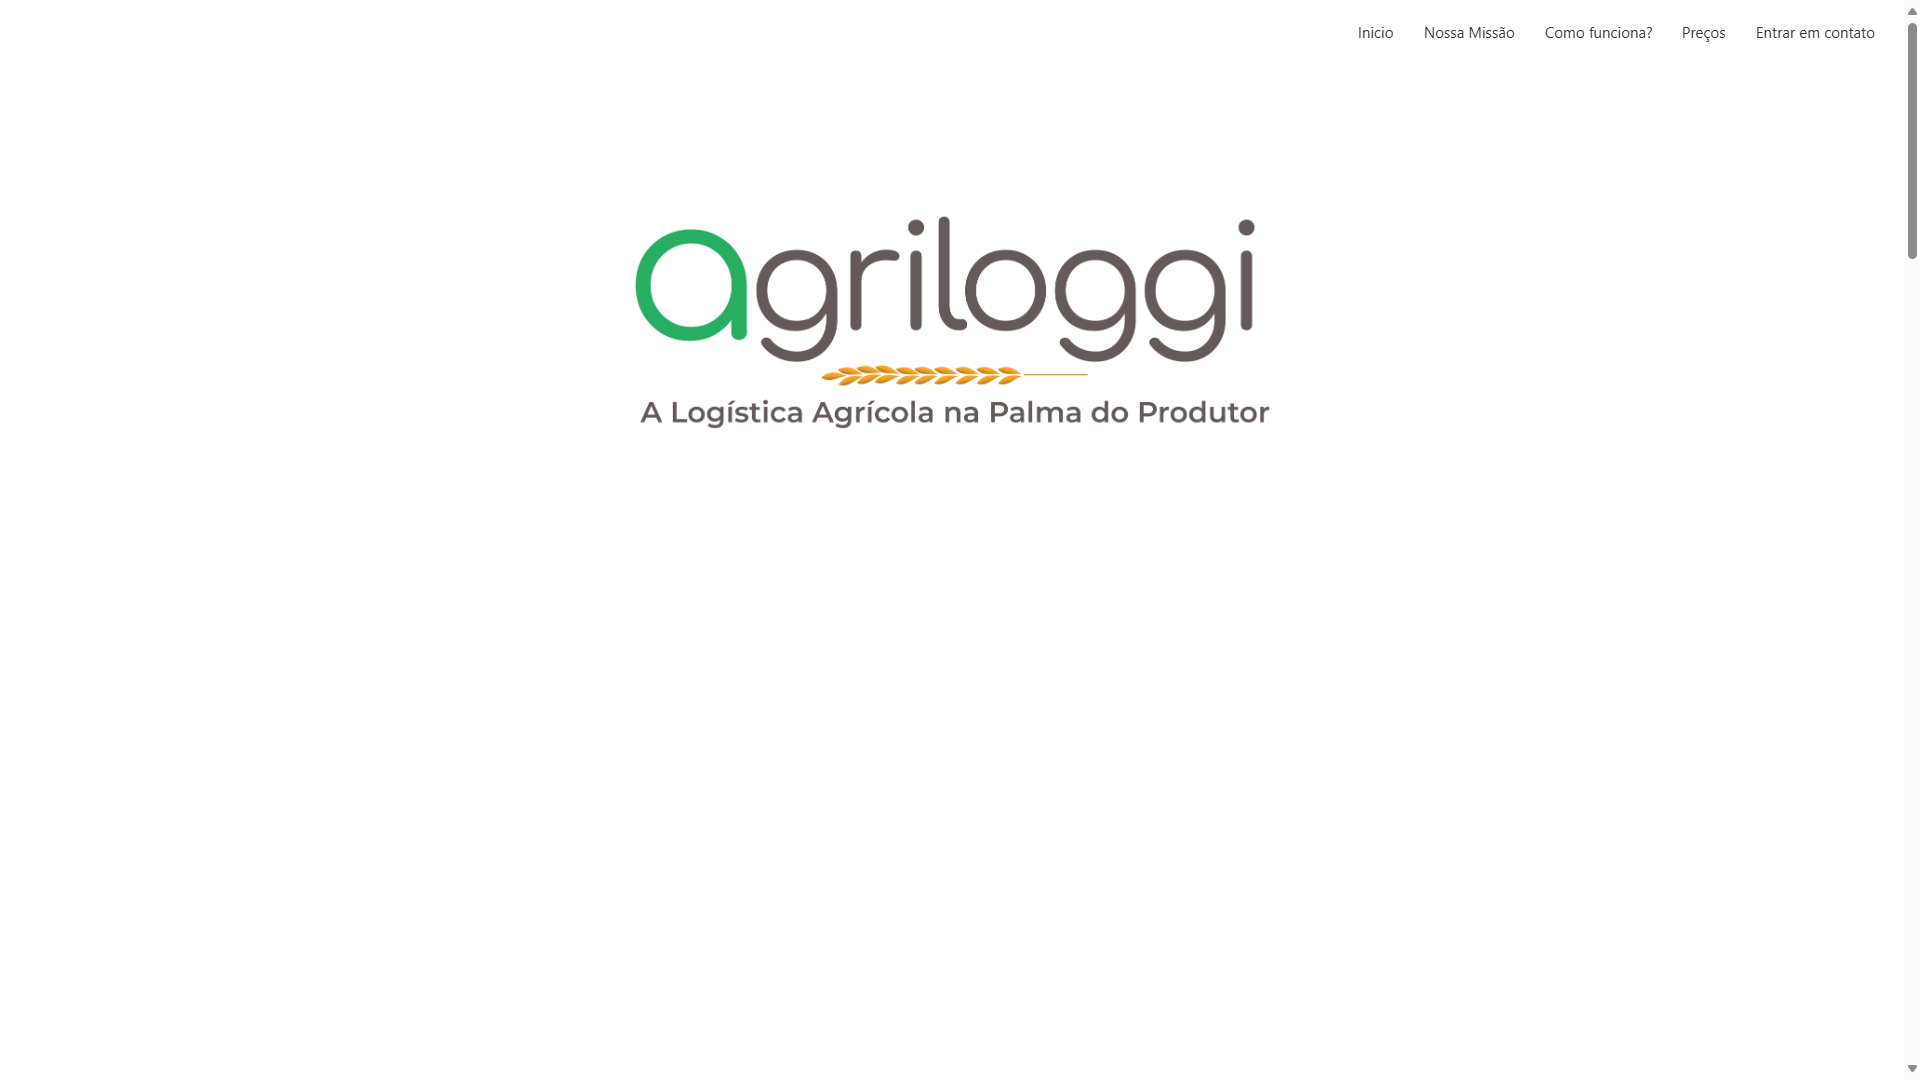 Inicio
Nossa Missão
Como funciona?
Preços
Entrar em contato
agriloggi
A Logística Agrícola na Palma do Produtor